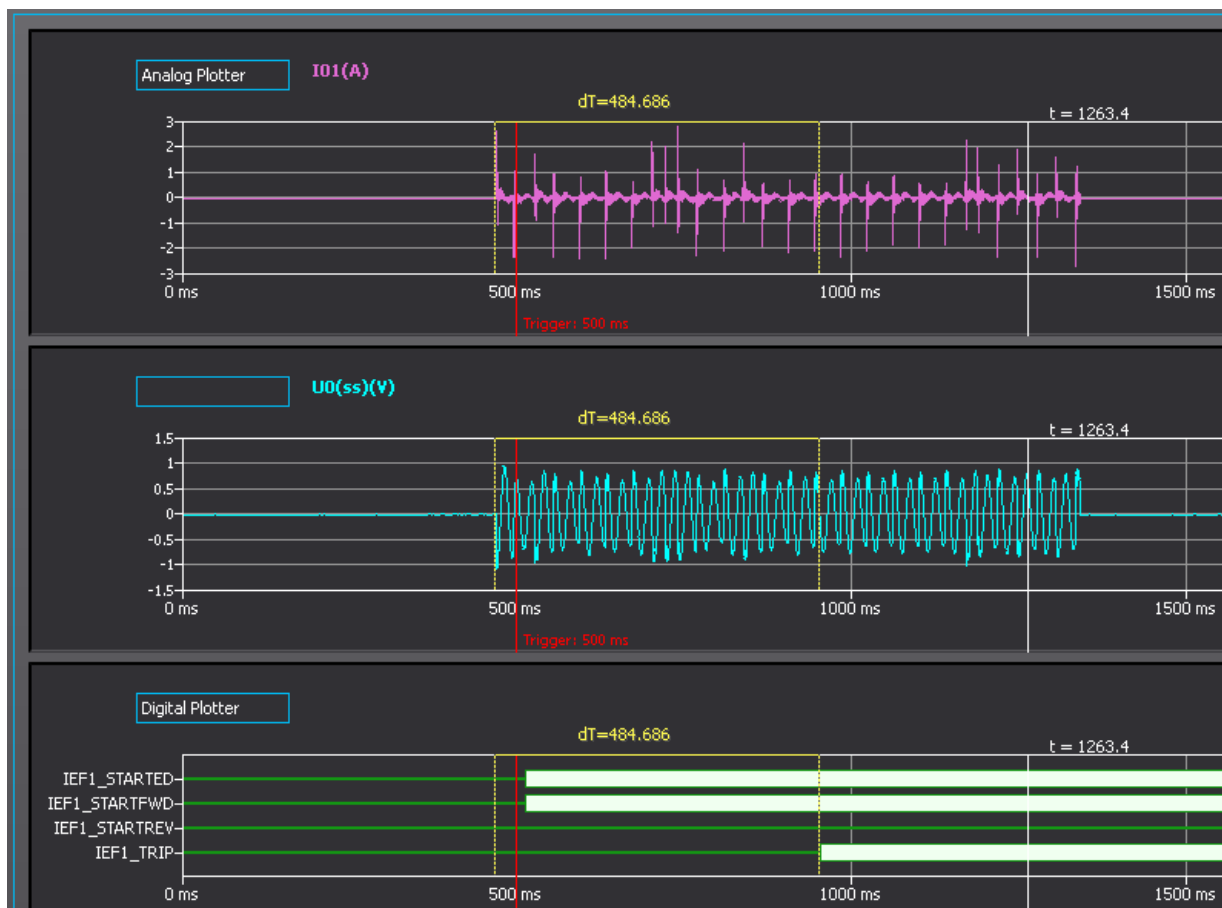 Analog Plotter I01(A)
dT=484.686
t = 1263.4
3
2
1
0
-1
-2
-3
0 ms 500 ms 1000 ms 1500 ms
Trigger: 500 ms
U0(ss)(V)
dT=484.686
t = 1263.4
1.5
1
0.5
0
-0.5
-1
-1.5
0 ms 500 ms 1000 ms 1500 ms
Trigger: 500 ms
Digital Plotter
dT=484.686
t = 1263.4
IEF1_STARTED
IEF1_STARTFWD
IEF1_STARTREV
IEF1_TRIP
0 ms 500 ms 1000 ms 1500 ms